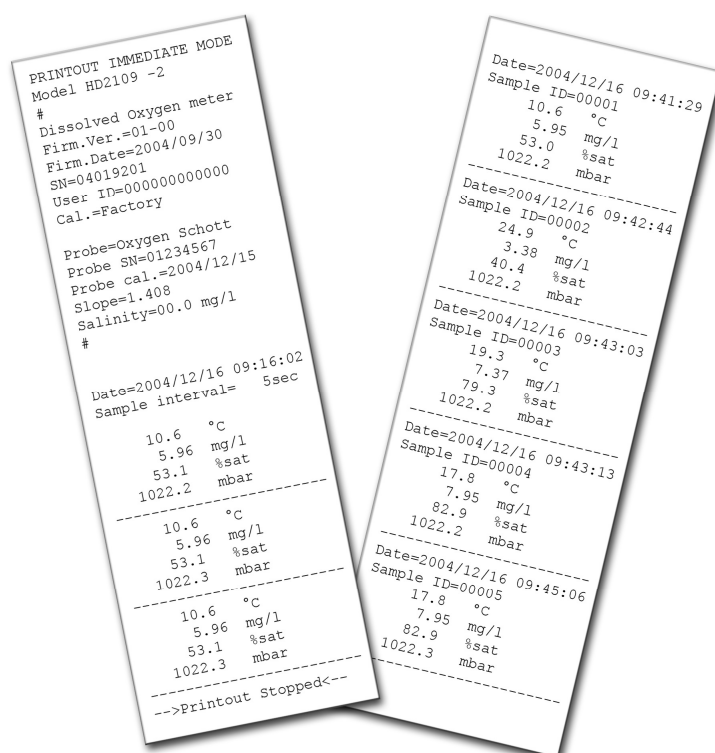 PRINTOUT IMMEDIATE MODE
Model HD2109 -2
#
Dissolved Oxygen meter
Firm.Ver.=01-00
Firm.Date=2004/09/30
SN=04019201
User ID=000000000000
Cal.=Factory
Probe=Oxygen Schott
Probe SN=01234567
Probe cal.=2004/12/15
Slope=1.408
Salinity=00.0 mg/l
#
Date=2004/12/16 09:16:02
Sample interval= 5sec
10.6 °C
5.96 mg/l
53.1 %sat
1022.2 mbar
------------------------
10.6 °C
5.96 mg/l
53.1 %sat
1022.3 mbar
------------------------
10.6 °C
5.96 mg/l
53.1 %sat
1022.3 mbar
------------------------
-->Printout Stopped<--
Date=2004/12/16 09:41:29
Sample ID=00001
10.6 °C
5.95 mg/l
53.0 %sat
1022.2 mbar
------------------------
Date=2004/12/16 09:42:44
Sample ID=00002
24.9 °C
3.38 mg/l
40.4 %sat
1022.2 mbar
------------------------
Date=2004/12/16 09:43:03
Sample ID=00003
19.3 °C
7.37 mg/l
79.3 %sat
1022.2 mbar
------------------------
Date=2004/12/16 09:43:13
Sample ID=00004
17.8 °C
7.95 mg/l
82.9 %sat
1022.2 mbar
------------------------
Date=2004/12/16 09:45:06
Sample ID=00005
17.8 °C
7.95 mg/l
82.9 %sat
1022.3 mbar
------------------------